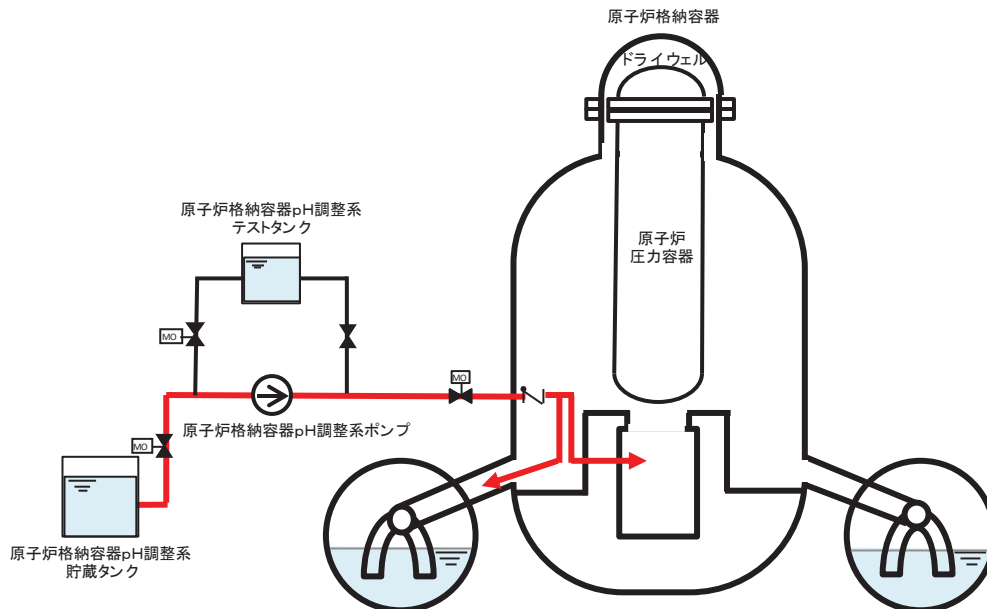 原子炉格納容器
ドライウェル
原子炉格納容器pH調整系
テストタンク
原子炉
圧力容器
MO
MO
原子炉格納容器pH調整系ポンプ
MO
原子炉格納容器pH調整系
貯蔵タンク